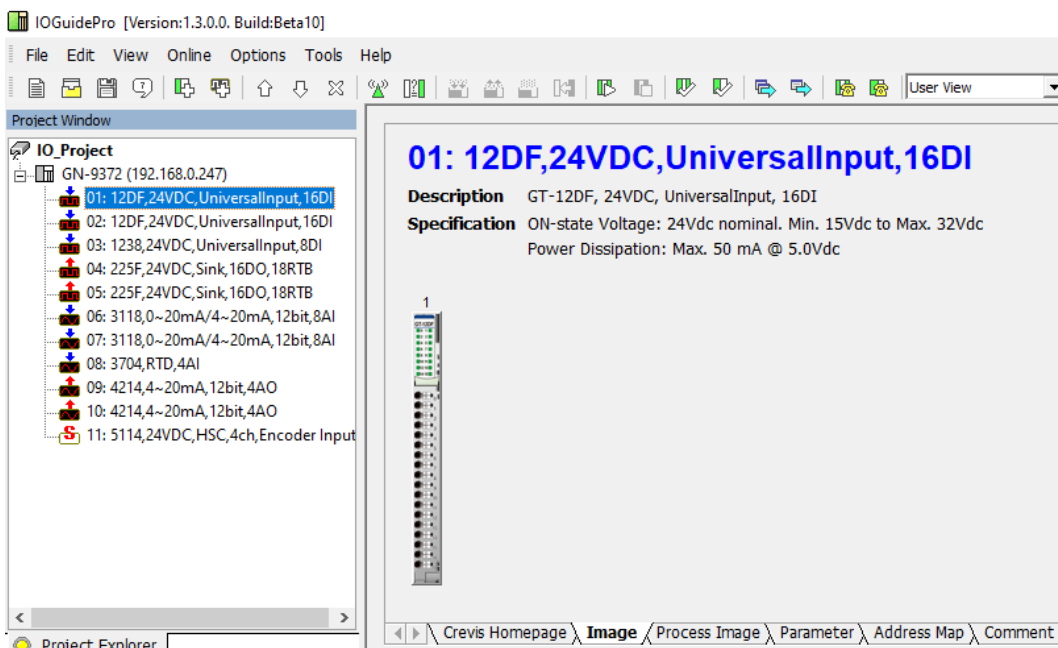 IOGuidePro [Version:1.3.0.0. Build:Beta10]
File Edit View Online Options Tools Help
User View
Project Window
IO_Project
GN-9372 (192.168.0.247)
01: 12DF,24VDC,UniversalInput,16DI
02: 12DF,24VDC,UniversalInput,16DI
03: 1238,24VDC,UniversalInput,8DI
04: 225F,24VDC,Sink,16DO,18RTB
05: 225F,24VDC,Sink,16DO,18RTB
06: 3118,0~20mA/4~20mA,12bit,8AI
07: 3118,0~20mA/4~20mA,12bit,8AI
08: 3704,RTD,4AI
09: 4214,4~20mA,12bit,4AO
10: 4214,4~20mA,12bit,4AO
11: 5114,24VDC,HSC,4ch,Encoder Input
Project Explorer
01: 12DF,24VDC,UniversalInput,16DI
Description GT-12DF, 24VDC, UniversalInput, 16DI
Specification ON-state Voltage: 24Vdc nominal. Min. 15Vdc to Max. 32Vdc
Power Dissipation: Max. 50 mA @ 5.0Vdc
1
GT-12DF
Crevis Homepage Image Process Image Parameter Address Map Comment